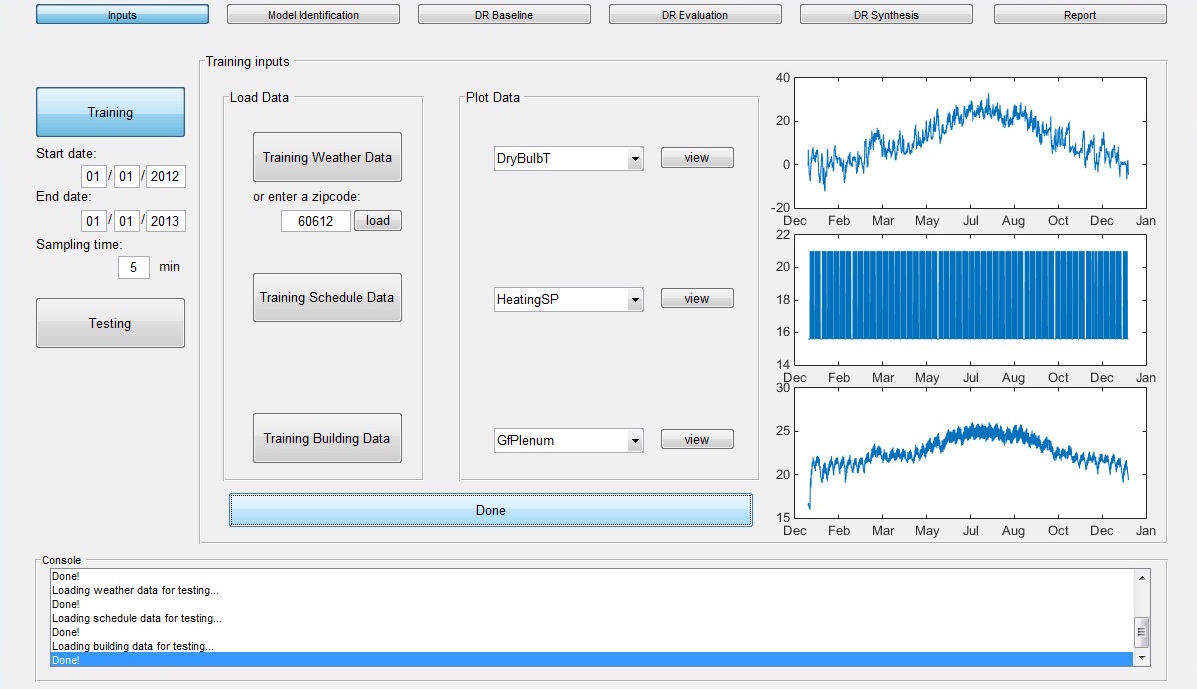 Inputs
Model Identification
DR Baseline
DR Evaluation
DR Synthesis
Report
Training
Start date:
01 / 01 / 2012
End date:
01 / 01 / 2013
Sampling time:
5 min
Testing
Training inputs
Load Data
Training Weather Data
or enter a zipcode:
60612 load
Training Schedule Data
Training Building Data
Plot Data
DryBulbT view
HeatingSP view
GfPlenum view
Done
40
20
0
-20
Dec Feb Mar May Jul Aug Oct Dec Jan
22
20
18
16
14
Dec Feb Mar May Jul Aug Oct Dec Jan
30
25
20
15
Dec Feb Mar May Jul Aug Oct Dec Jan
Console
Done!
Loading weather data for testing...
Done!
Loading schedule data for testing...
Done!
Loading building data for testing...
Done!